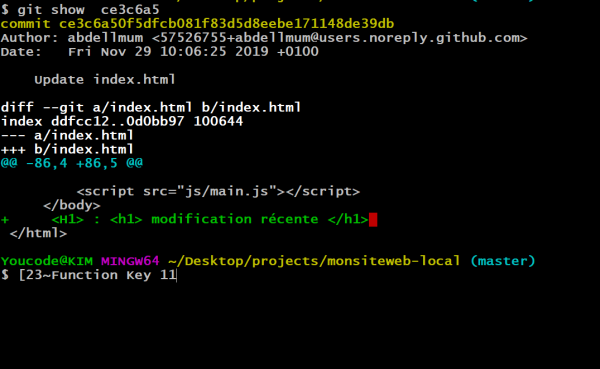 $ git show  ce3c6a5
commit ce3c6a50f5dfcb081f83d5d8eebe171148de39db
Author: abdellmum <57526755+abdellmum@users.noreply.github.com>
Date:   Fri Nov 29 10:06:25 2019 +0100
    Update index.html
diff --git a/index.html b/index.html
index ddfcc12..0d0bb97 100644
--- a/index.html
+++ b/index.html
@@ -86,4 +86,5 @@
         <script src="js/main.js"></script>
     </body>
+     <H1> : <h1> modification récente </h1>
 </html>
Youcode@KIM MINGW64 ~/Desktop/projects/monsiteweb-local (master)
$ [23~Function Key 11